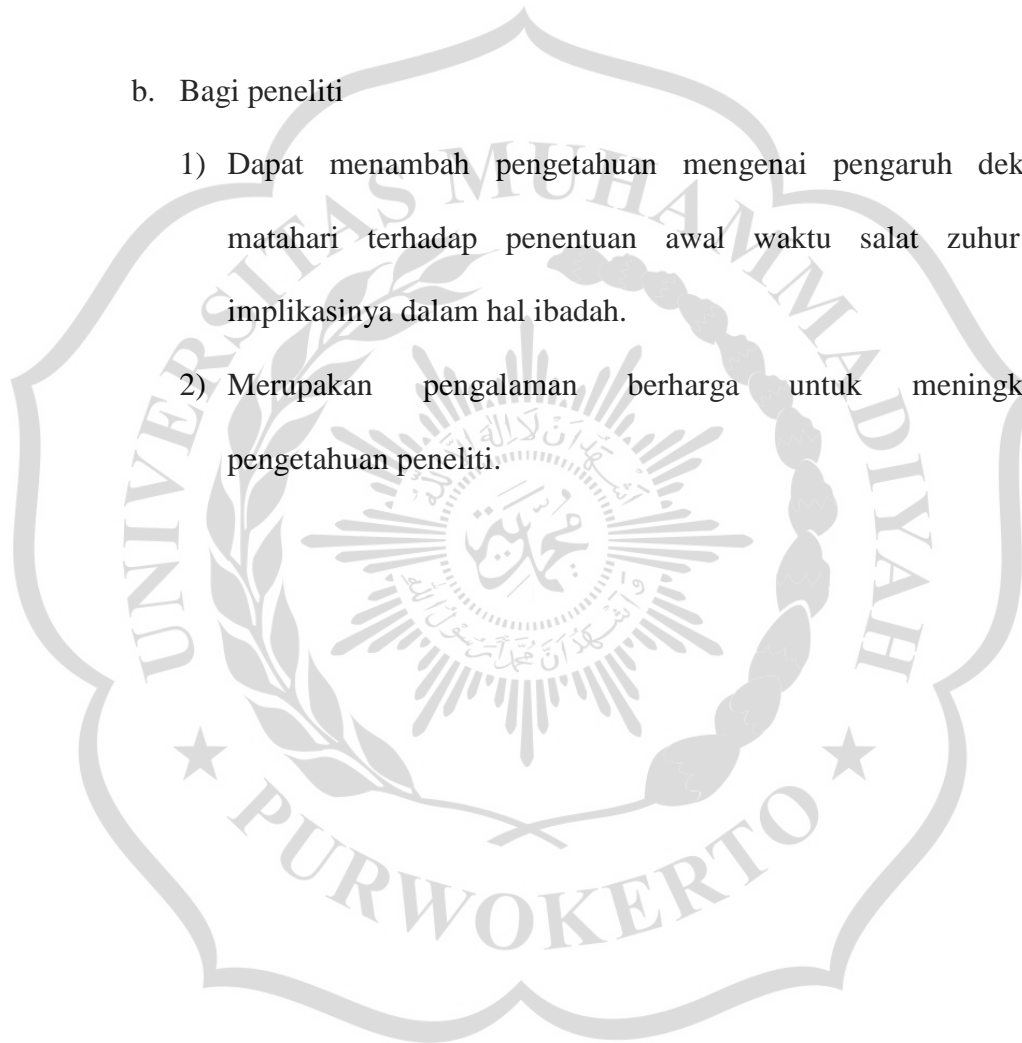 b. Bagi peneliti
1) Dapat menambah pengetahuan mengenai pengaruh dek
matahari terhadap penentuan awal waktu salat zuhur
implikasinya dalam hal ibadah.
2) Merupakan pengalaman berharga untuk meningk
pengetahuan peneliti.
UNIVERSITAS MUHAMMADIYAH
PURWOKERTO